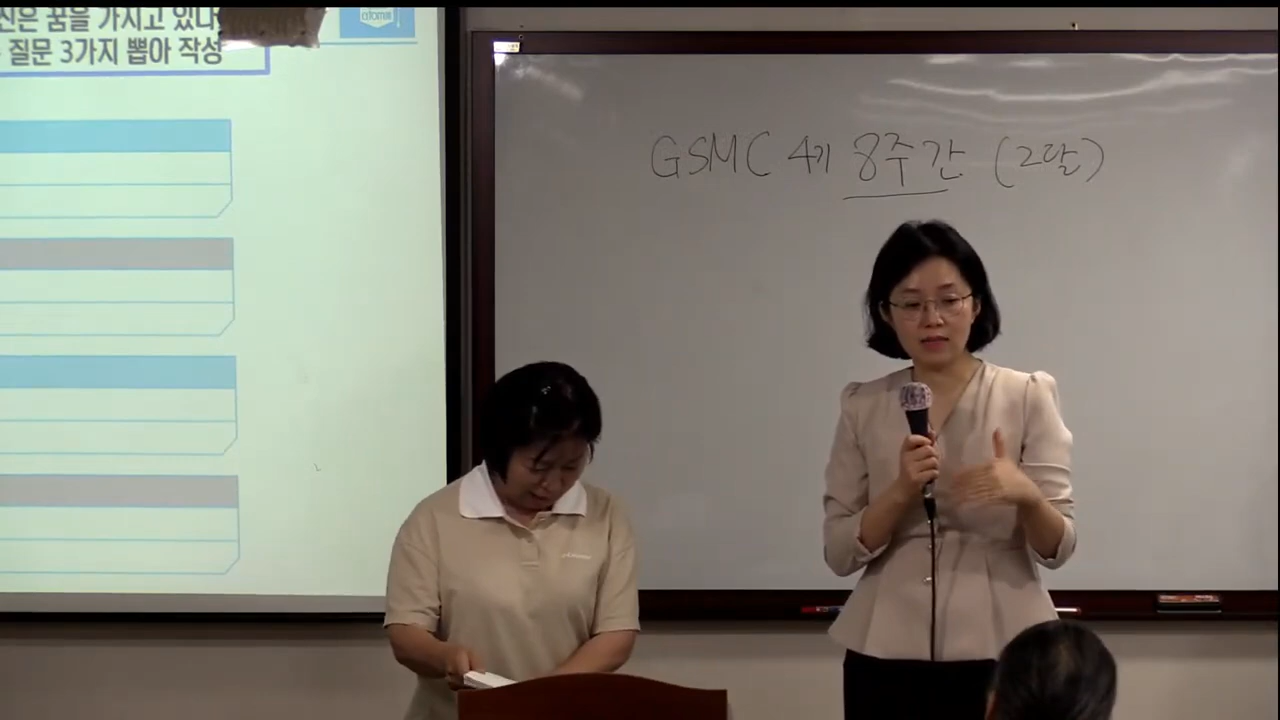 신은 꿈을 가지고 있나
질문 3가지 뽑아 작성
atomy
GSMC 4기 8주간 (2달)